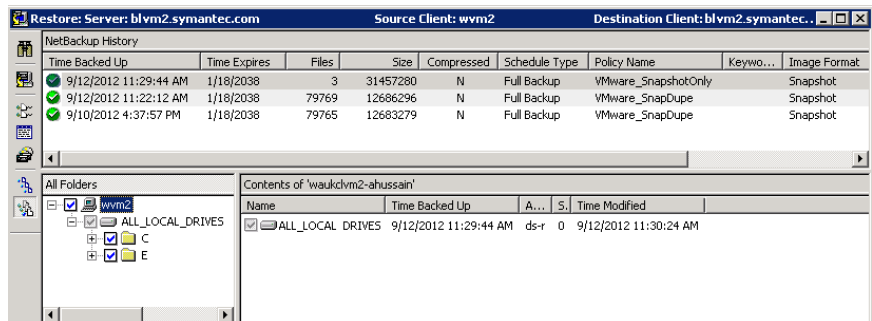 Restore: Server: blvm2.symantec.com Source Client: wvm2 Destination Client: blvm2.symantec..
NetBackup History
Time Backed Up Time Expires Files Size Compressed Schedule Type Policy Name Keywo... Image Format
9/12/2012 11:29:44 AM 1/18/2038 3 31457280 N Full Backup VMware_SnapshotOnly Snapshot
9/12/2012 11:22:12 AM 1/18/2038 79769 12686296 N Full Backup VMware_SnapDupe Snapshot
9/10/2012 4:37:57 PM 1/18/2038 79765 12683279 N Full Backup VMware_SnapDupe Snapshot
All Folders
wvm2
ALL_LOCAL_DRIVES
C
E
Contents of 'waukclvm2-ahussain'
Name Time Backed Up A... S. Time Modified
ALL_LOCAL DRIVES 9/12/2012 11:29:44 AM ds-r 0 9/12/2012 11:30:24 AM